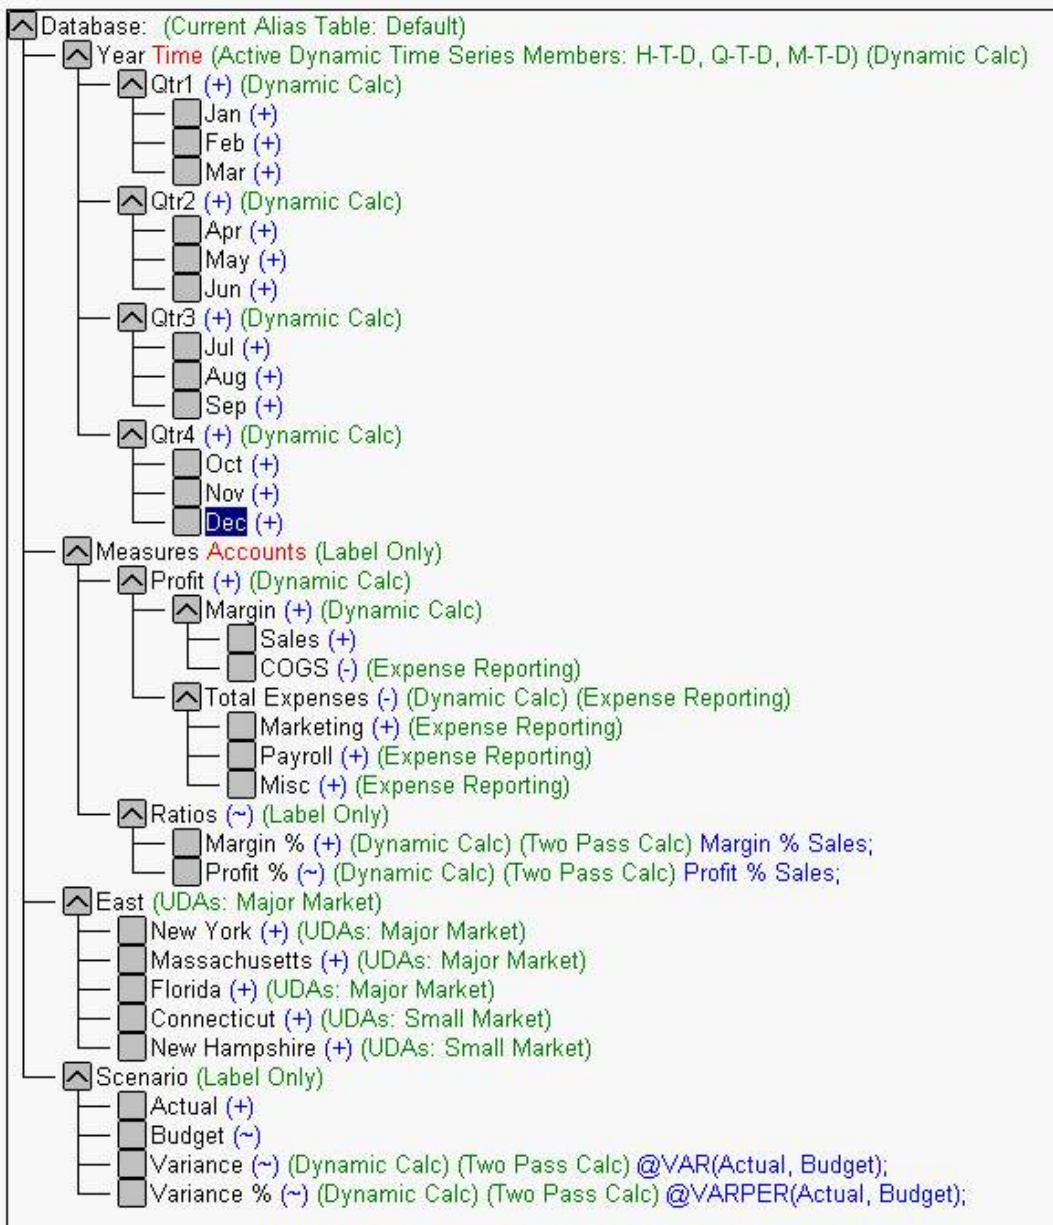 Database: (Current Alias Table: Default)
Year Time (Active Dynamic Time Series Members: H-T-D, Q-T-D, M-T-D) (Dynamic Calc)
Qtr1 (+) (Dynamic Calc)
Jan (+)
Feb (+)
Mar (+)
Qtr2 (+) (Dynamic Calc)
Apr (+)
May (+)
Jun (+)
Qtr3 (+) (Dynamic Calc)
Jul (+)
Aug (+)
Sep (+)
Qtr4 (+) (Dynamic Calc)
Oct (+)
Nov (+)
Dec (+)
Measures Accounts (Label Only)
Profit (+) (Dynamic Calc)
Margin (+) (Dynamic Calc)
Sales (+)
COGS (-) (Expense Reporting)
Total Expenses (-) (Dynamic Calc) (Expense Reporting)
Marketing (+) (Expense Reporting)
Payroll (+) (Expense Reporting)
Misc (+) (Expense Reporting)
Ratios (~) (Label Only)
Margin % (+) (Dynamic Calc) (Two Pass Calc) Margin % Sales;
Profit % (~) (Dynamic Calc) (Two Pass Calc) Profit % Sales;
East (UDAs: Major Market)
New York (+) (UDAs: Major Market)
Massachusetts (+) (UDAs: Major Market)
Florida (+) (UDAs: Major Market)
Connecticut (+) (UDAs: Small Market)
New Hampshire (+) (UDAs: Small Market)
Scenario (Label Only)
Actual (+)
Budget (~)
Variance (~) (Dynamic Calc) (Two Pass Calc) @VAR(Actual, Budget);
Variance % (~) (Dynamic Calc) (Two Pass Calc) @VARPER(Actual, Budget);